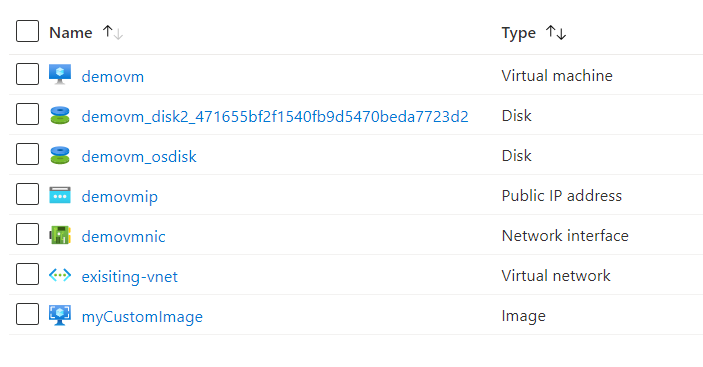 Name ↑↓ Type ↑↓
demovm Virtual machine
demovm_disk2_471655bf2f1540fb9d5470beda7723d2 Disk
demovm_osdisk Disk
demovmip Public IP address
demovmnic Network interface
exisiting-vnet Virtual network
myCustomImage Image